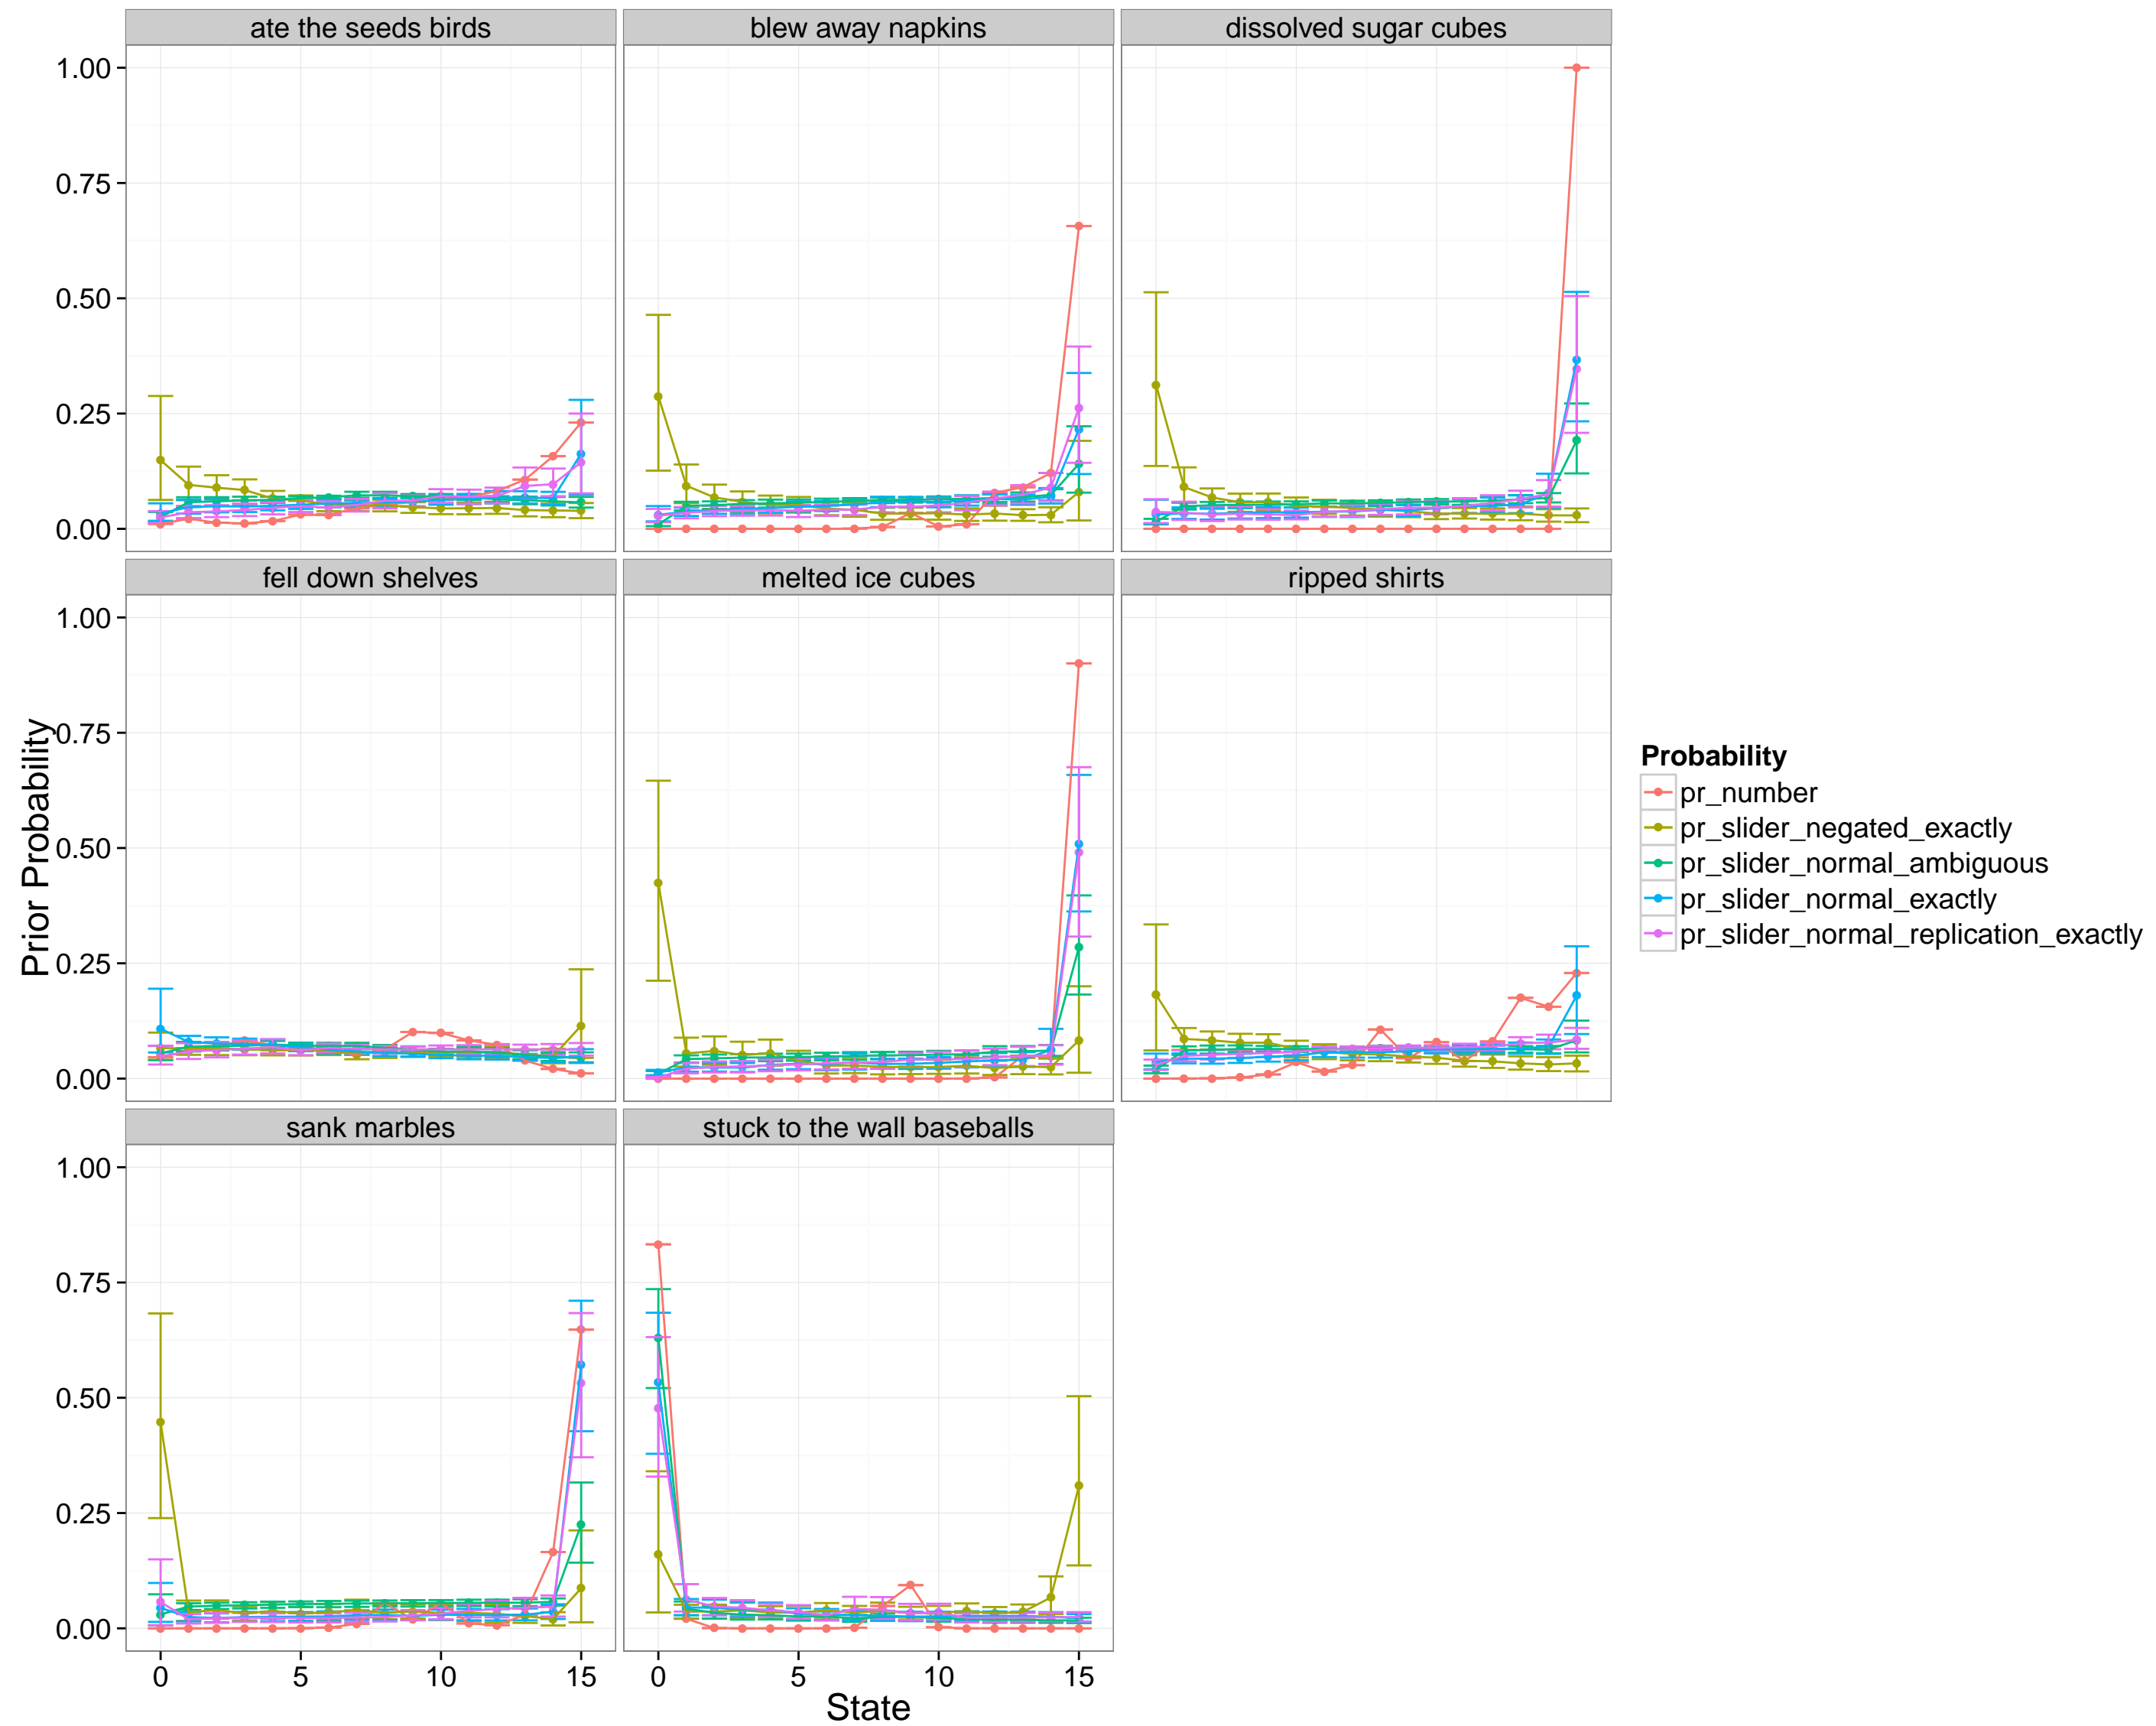 ate the seeds birds
blew away napkins
dissolved sugar cubes
1.00
0.75
0.50
0.25
0.00
fell down shelves
melted ice cubes
ripped shirts
1.00
0.75
0.50
0.25
0.00
sank marbles
stuck to the wall baseballs
1.00
0.75
0.50
0.25
0.00
0 5 10 15
0 5 10 15
State
Prior Probability
Probability
pr_number
pr_slider_negated_exactly
pr_slider_normal_ambiguous
pr_slider_normal_exactly
pr_slider_normal_replication_exactly